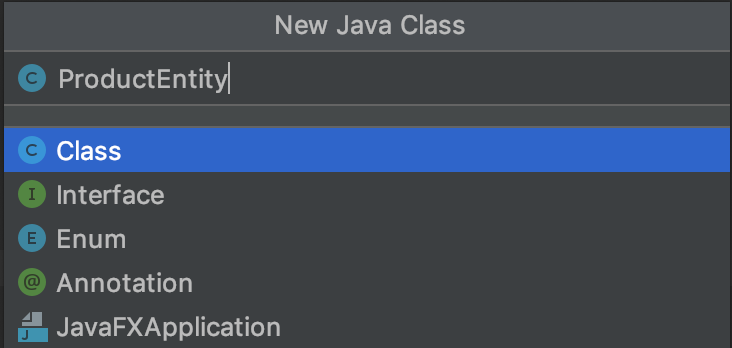 New Java Class
C ProductEntity
C Class
I Interface
E Enum
@ Annotation
J JavaFXApplication